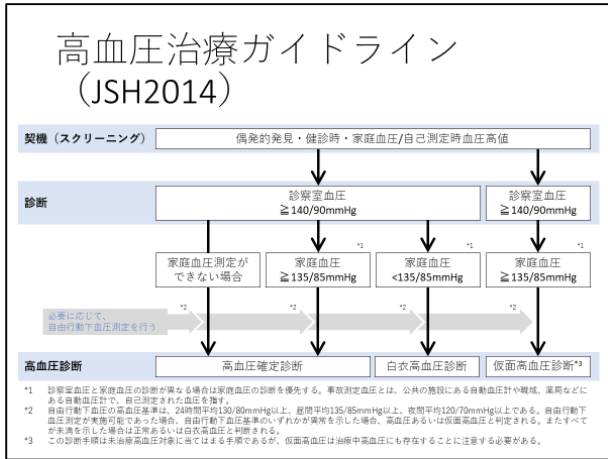 高血圧治療ガイドライン
（JSH2014）
契機（スクリーニング）
偶発的発見・健診時・家庭血圧/自己測定時血圧高値
診断
診察室血圧
≧140/90mmHg
診察室血圧
≧140/90mmHg
家庭血圧測定が
できない場合
*1
家庭血圧
≧135/85mmHg
*1
家庭血圧
<135/85mmHg
*1
家庭血圧
≧135/85mmHg
必要に応じて、
自由行動下血圧測定を行う
*2
*2
*2
*2
高血圧診断
高血圧確定診断
白衣高血圧診断
仮面高血圧診断*3
*1 診察室血圧と家庭血圧の診断が異なる場合は家庭血圧の診断を優先する。事故測定血圧とは、公共の施設にある自動血圧計や職域、薬局などに
ある自動血圧計で、自己測定された血圧を指す。
*2 自由行動下血圧の高血圧基準は、24時間平均130/80mmHg以上、昼間平均135/85mmHg以上、夜間平均120/70mmHg以上である。自由行動下
血圧測定が実施可能であった場合、自由行動下基準のいずれかが異常を示した場合、高血圧あるいは仮面高血圧と判定される。またすべて
が未満を示した場合は正常あるいは白衣高血圧と判断される。
*3 この診断手順は未治療高血圧対象に当てはまる手順であるが、仮面高血圧は治療中高血圧にも存在することに注意する必要がある。